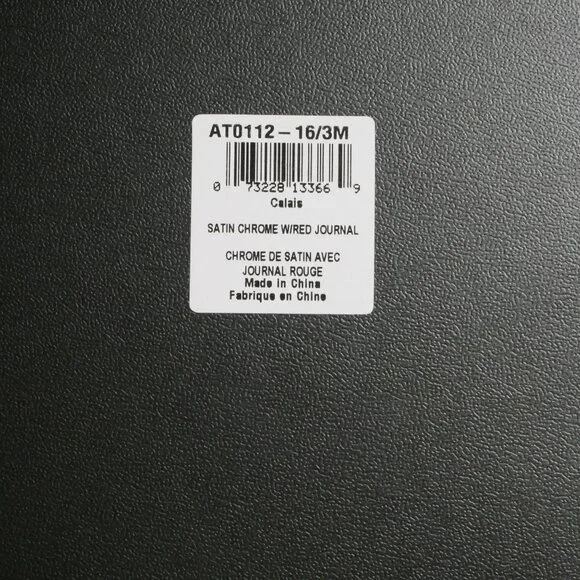 AT0112-16/3M
0 73228 13366 9
Calais
SATIN CHROME W/RED JOURNAL
CHROME DE SATIN AVEC
JOURNAL ROUGE
Made in China
Fabrique en Chine